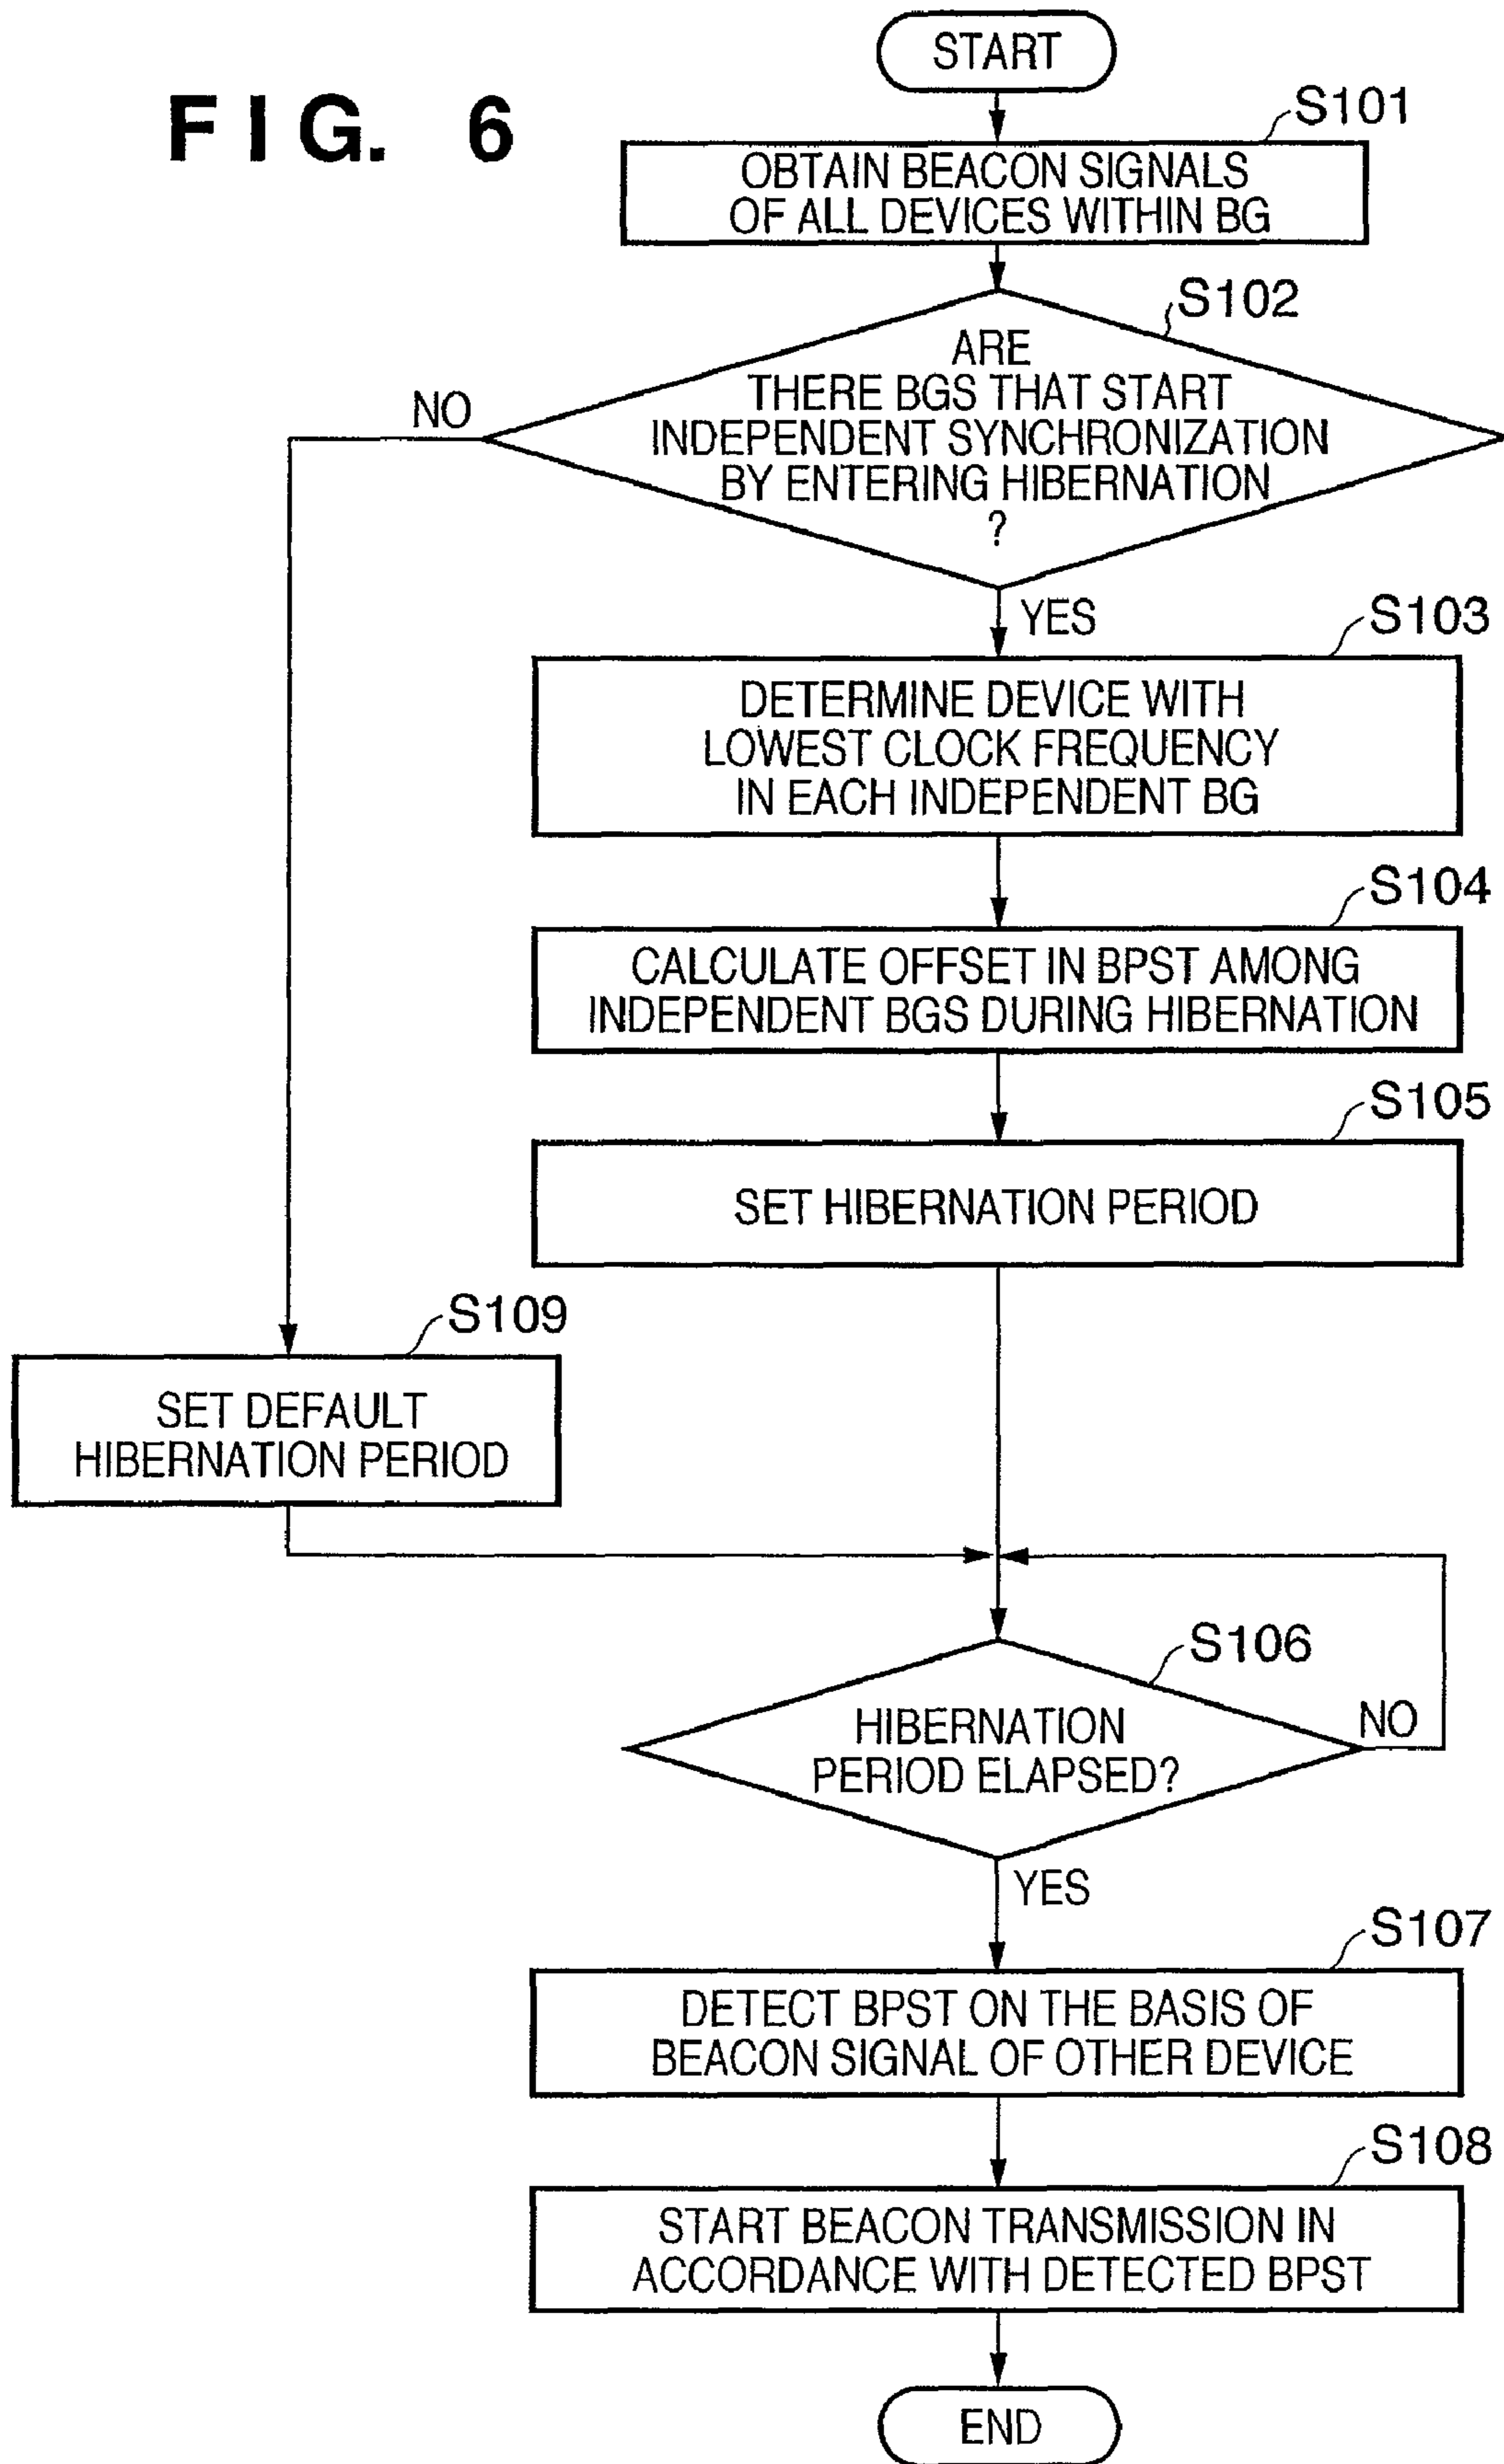 FIG. 6
START
S101
OBTAIN BEACON SIGNALS
OF ALL DEVICES WITHIN BG
S102
ARE
THERE BGS THAT START
INDEPENDENT SYNCHRONIZATION
BY ENTERING HIBERNATION
?
NO
YES
S103
DETERMINE DEVICE WITH
LOWEST CLOCK FREQUENCY
IN EACH INDEPENDENT BG
S104
CALCULATE OFFSET IN BPST AMONG
INDEPENDENT BGS DURING HIBERNATION
S105
SET HIBERNATION PERIOD
S109
SET DEFAULT
HIBERNATION PERIOD
S106
HIBERNATION
PERIOD ELAPSED?
NO
YES
S107
DETECT BPST ON THE BASIS OF
BEACON SIGNAL OF OTHER DEVICE
S108
START BEACON TRANSMISSION IN
ACCORDANCE WITH DETECTED BPST
END